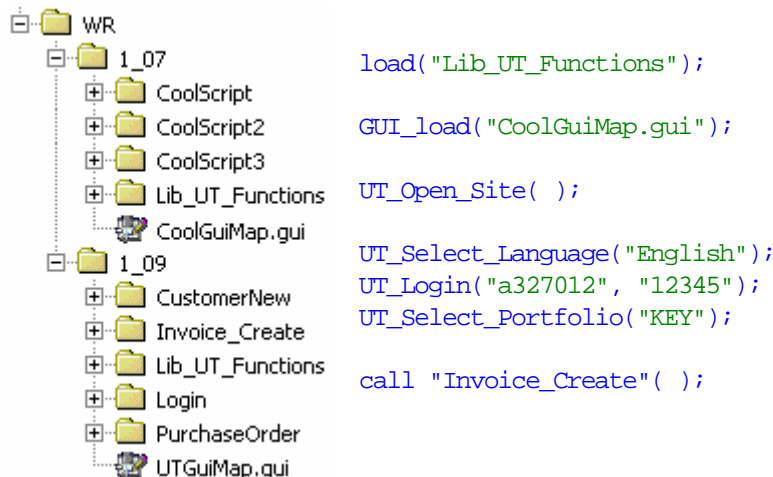 WR
1_07
CoolScript
CoolScript2
CoolScript3
Lib_UT_Functions
CoolGuiMap.gui
1_09
CustomerNew
Invoice_Create
Lib_UT_Functions
Login
PurchaseOrder
UTGuiMap.gui
load("Lib_UT_Functions");
GUI_load("CoolGuiMap.gui");
UT_Open_Site( );
UT_Select_Language("English");
UT_Login("a327012", "12345");
UT_Select_Portfolio("KEY");
call "Invoice_Create"( );